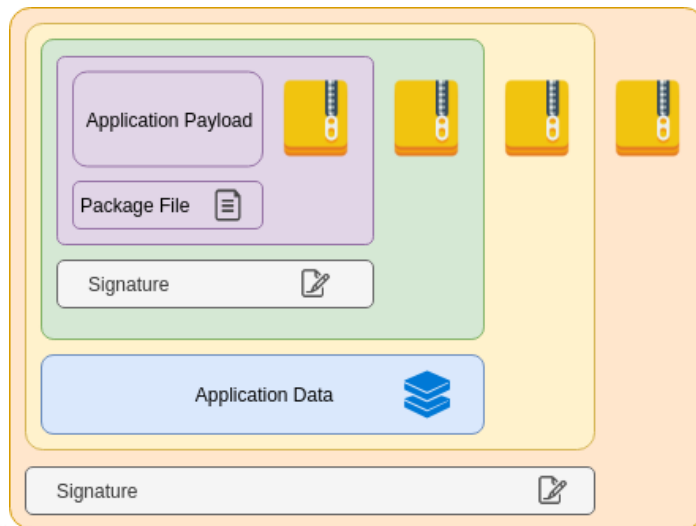 Application Payload
Package File
Signature
Application Data
Signature